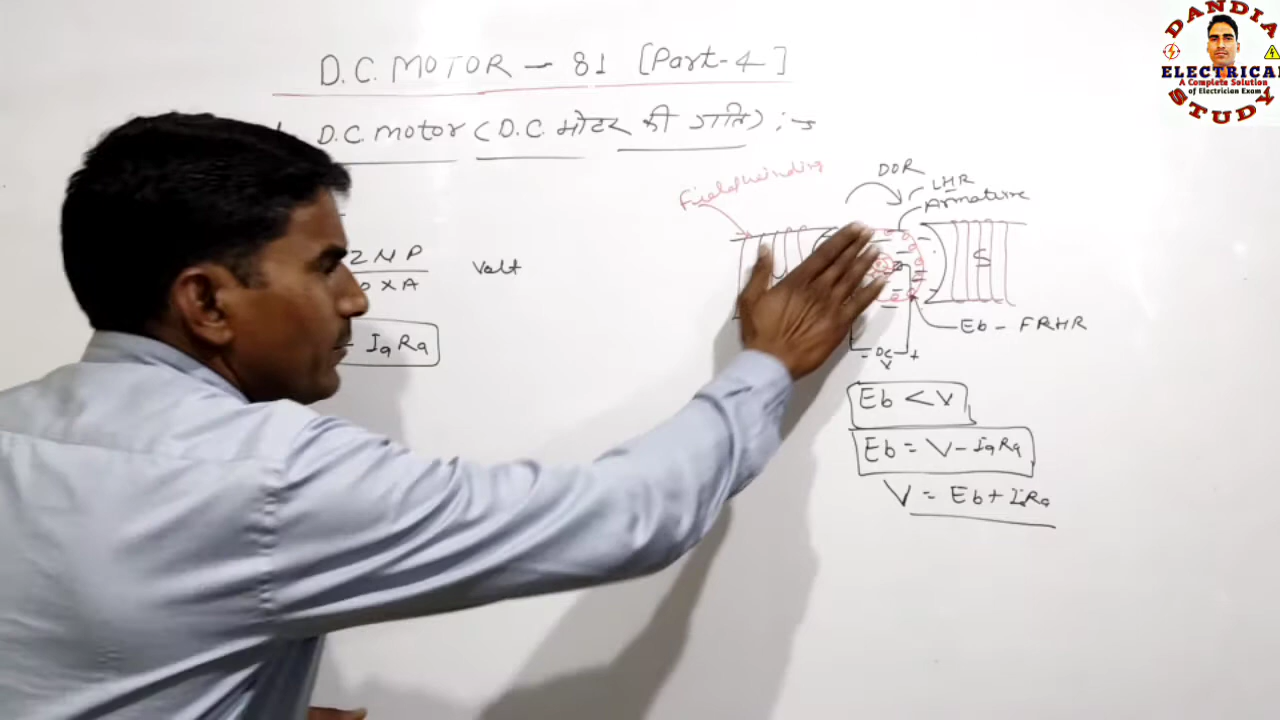 D.C. MOTOR - 81 [Part-4]
D.C. Motor (D.C. मोटर की गति) :→
ZNP
× A
Volt
- IaRa
Field Winding
DOR
LHR
Armature
S
Eb - FRHR
- DC +
V
Eb < V
Eb = V - IaRa
V = Eb + IaRa
DANDIA
ELECTRICAL
A Complete Solution
of Electrician Exam
STUDY